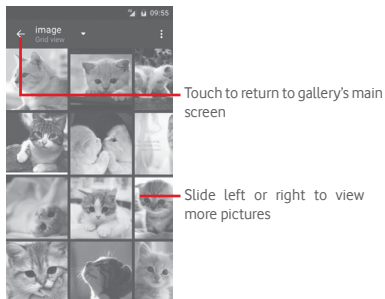 09:55
image
Grid view
Touch to return to gallery's main
screen
Slide left or right to view
more pictures